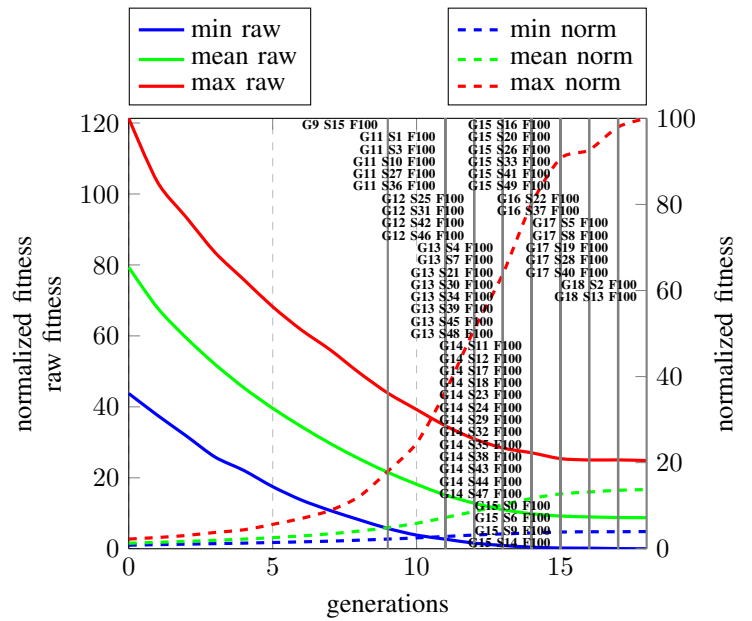 min raw
mean raw
max raw
min norm
mean norm
max norm
120
100
80
60
40
20
0
normalized fitness
raw fitness
100
80
60
40
20
0
normalized fitness
0
5
10
15
generations
G9 S15 F100
G11 S1 F100
G11 S3 F100
G11 S10 F100
G11 S27 F100
G11 S36 F100
G12 S25 F100
G12 S31 F100
G12 S42 F100
G12 S46 F100
G13 S4 F100
G13 S7 F100
G13 S21 F100
G13 S30 F100
G13 S34 F100
G13 S39 F100
G13 S45 F100
G13 S48 F100
G14 S11 F100
G14 S12 F100
G14 S17 F100
G14 S18 F100
G14 S23 F100
G14 S24 F100
G14 S29 F100
G14 S32 F100
G14 S35 F100
G14 S38 F100
G14 S43 F100
G14 S44 F100
G14 S47 F100
G15 S0 F100
G15 S6 F100
G15 S9 F100
G15 S14 F100
G15 S16 F100
G15 S20 F100
G15 S26 F100
G15 S33 F100
G15 S41 F100
G15 S49 F100
G16 S22 F100
G16 S37 F100
G17 S5 F100
G17 S8 F100
G17 S19 F100
G17 S28 F100
G17 S40 F100
G18 S2 F100
G18 S13 F100